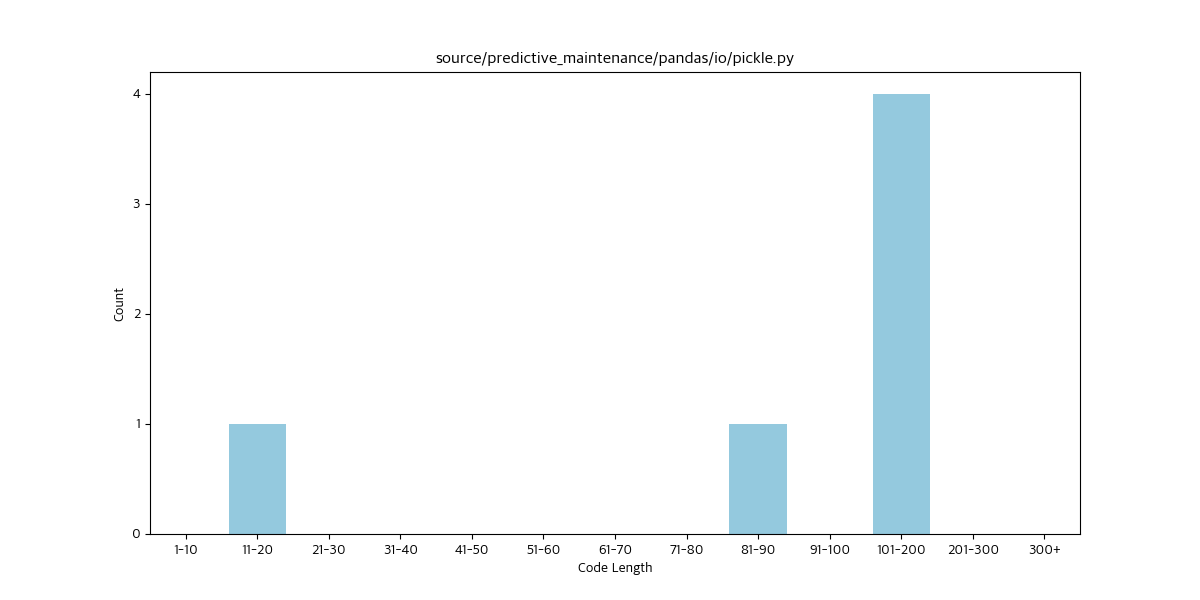 source/predictive_maintenance/pandas/io/pickle.py
4
3
2
1
0
Count
1-10 11-20 21-30 31-40 41-50 51-60 61-70 71-80 81-90 91-100 101-200 201-300 300+
Code Length